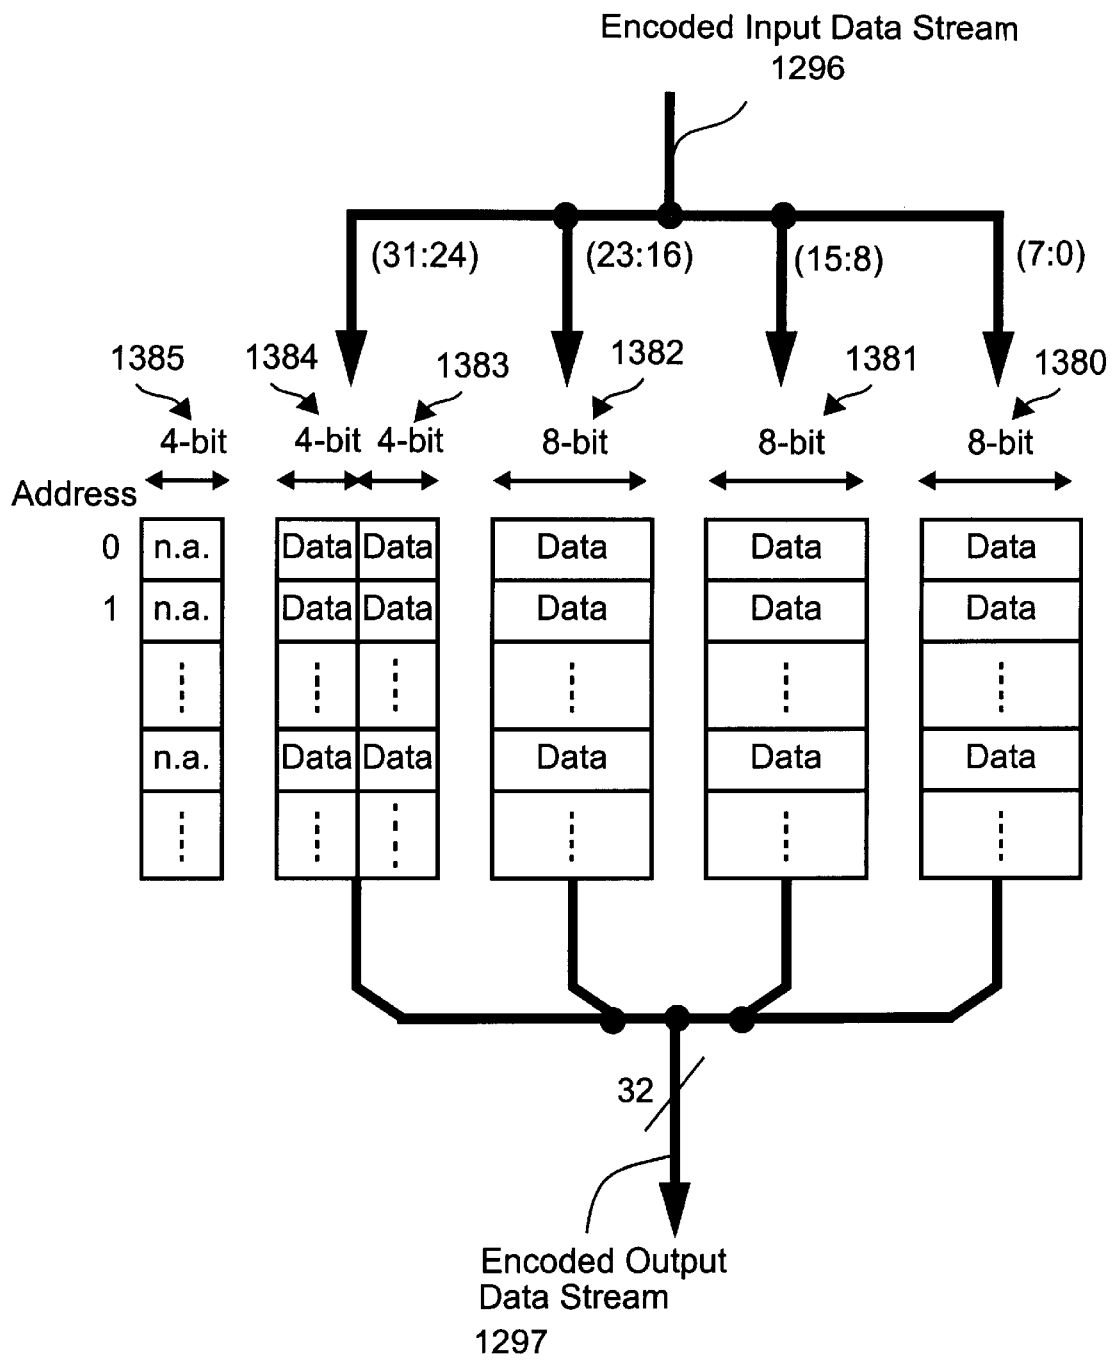 Encoded Input Data Stream
1296
(31:24) (23:16) (15:8) (7:0)
1385 1384 1383 1382 1381 1380
4-bit 4-bit 4-bit 8-bit 8-bit 8-bit
Address
0 n.a. Data Data Data Data Data
1 n.a. Data Data Data Data Data
n.a. Data Data Data Data Data
32
Encoded Output
Data Stream
1297